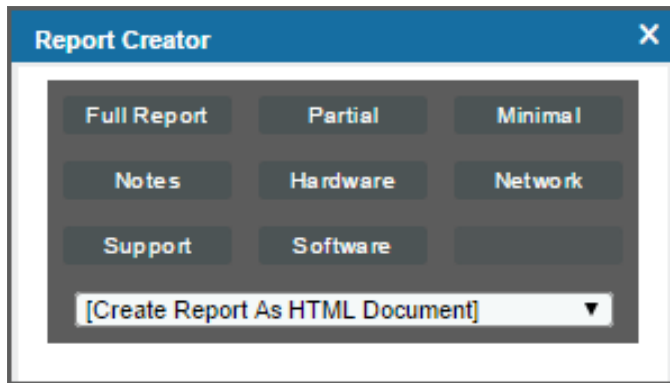 Report Creator ×
Full Report Partial Minimal
Notes Hardware Network
Support Software
[Create Report As HTML Document] ▼